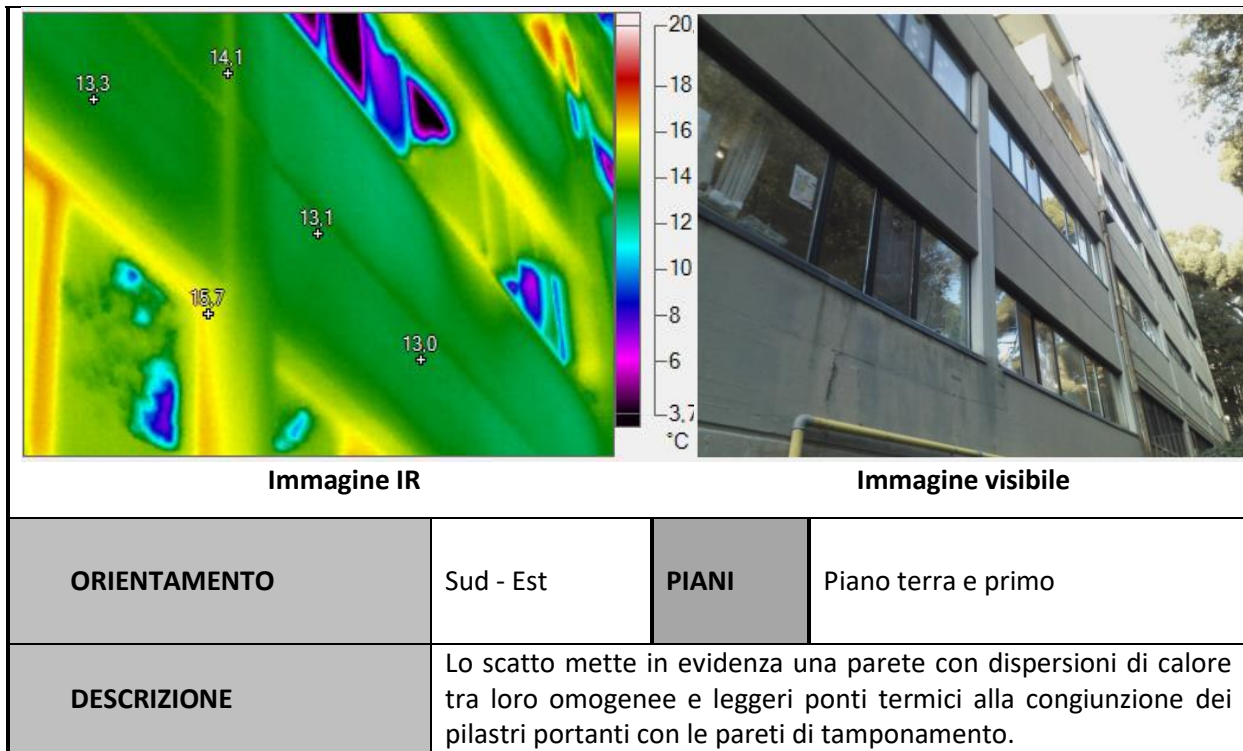 20,
14,1
13,3
18
16
14
13,1
12
10
15,7
8
13,0
6
3,7
°C
Immagine IR
Immagine visibile
ORIENTAMENTO
Sud - Est
PIANI
Piano terra e primo
DESCRIZIONE
Lo scatto mette in evidenza una parete con dispersioni di calore
tra loro omogenee e leggeri ponti termici alla congiunzione dei
pilastri portanti con le pareti di tamponamento.